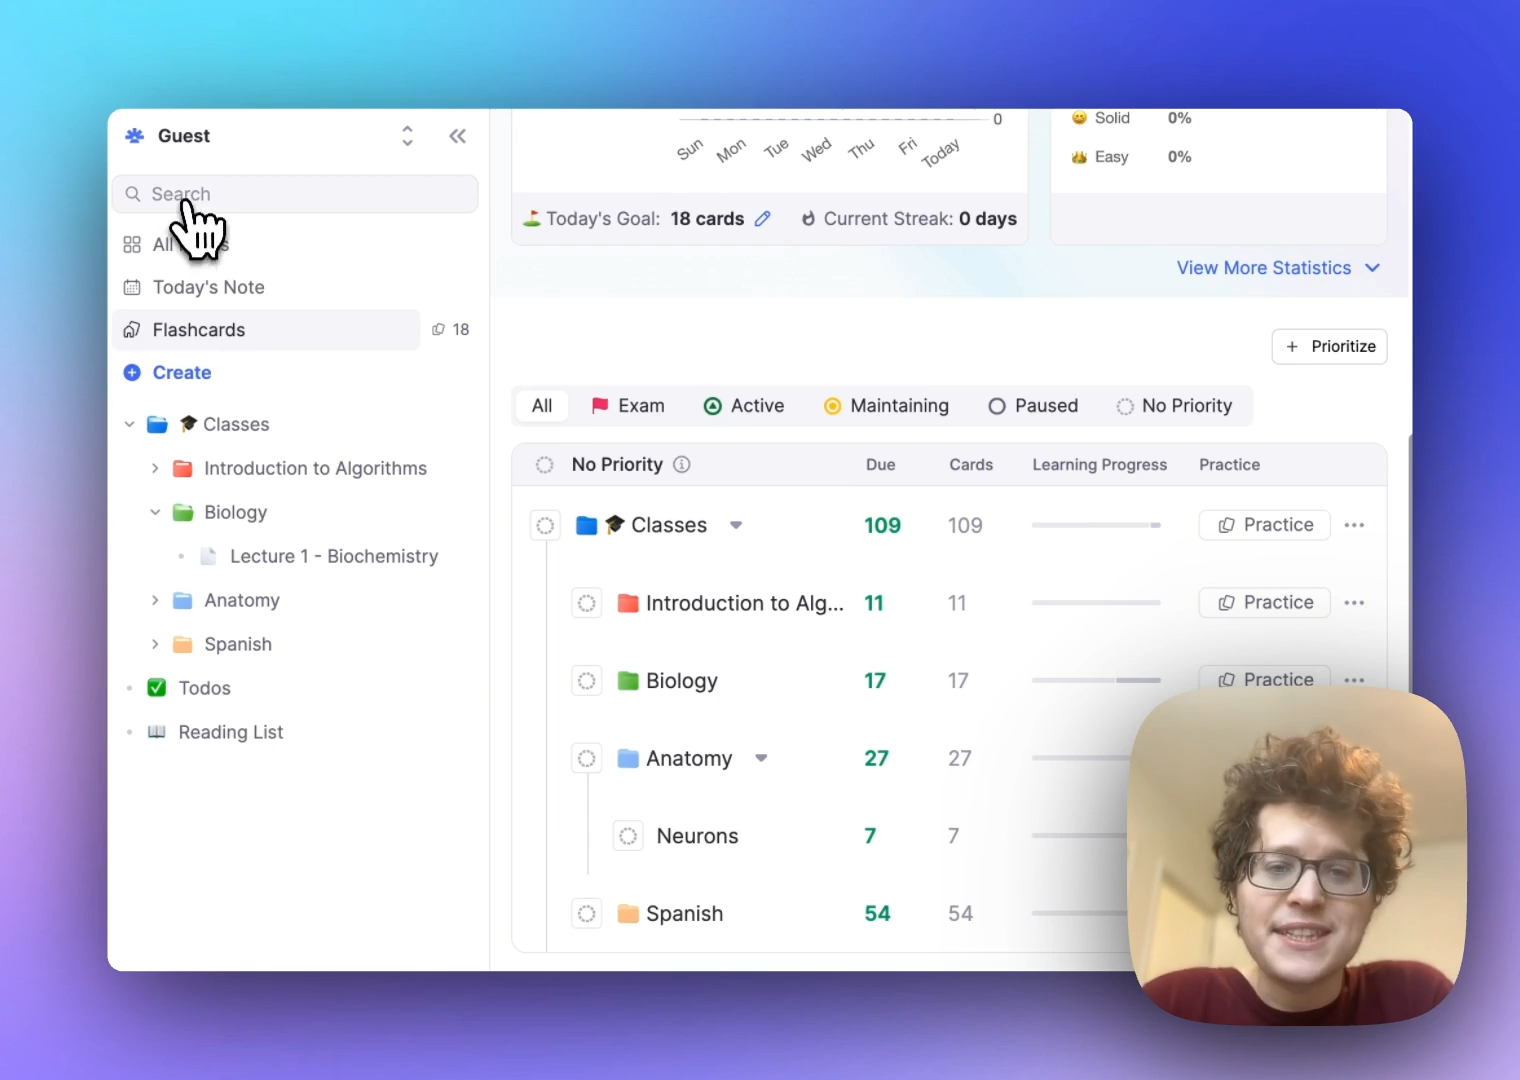 Guest
Search
All
Today's Note
Flashcards 18
Create
🎓 Classes
Introduction to Algorithms
Biology
Lecture 1 - Biochemistry
Anatomy
Spanish
Todos
Reading List
0
Sun Mon Tue Wed Thu Fri Today
Today's Goal: 18 cards Current Streak: 0 days
Solid 0%
Easy 0%
View More Statistics
+ Prioritize
All Exam Active Maintaining Paused No Priority
No Priority Due Cards Learning Progress Practice
🎓 Classes 109 109 Practice
Introduction to Alg... 11 11 Practice
Biology 17 17 Practice
Anatomy 27 27
Neurons 7 7
Spanish 54 54